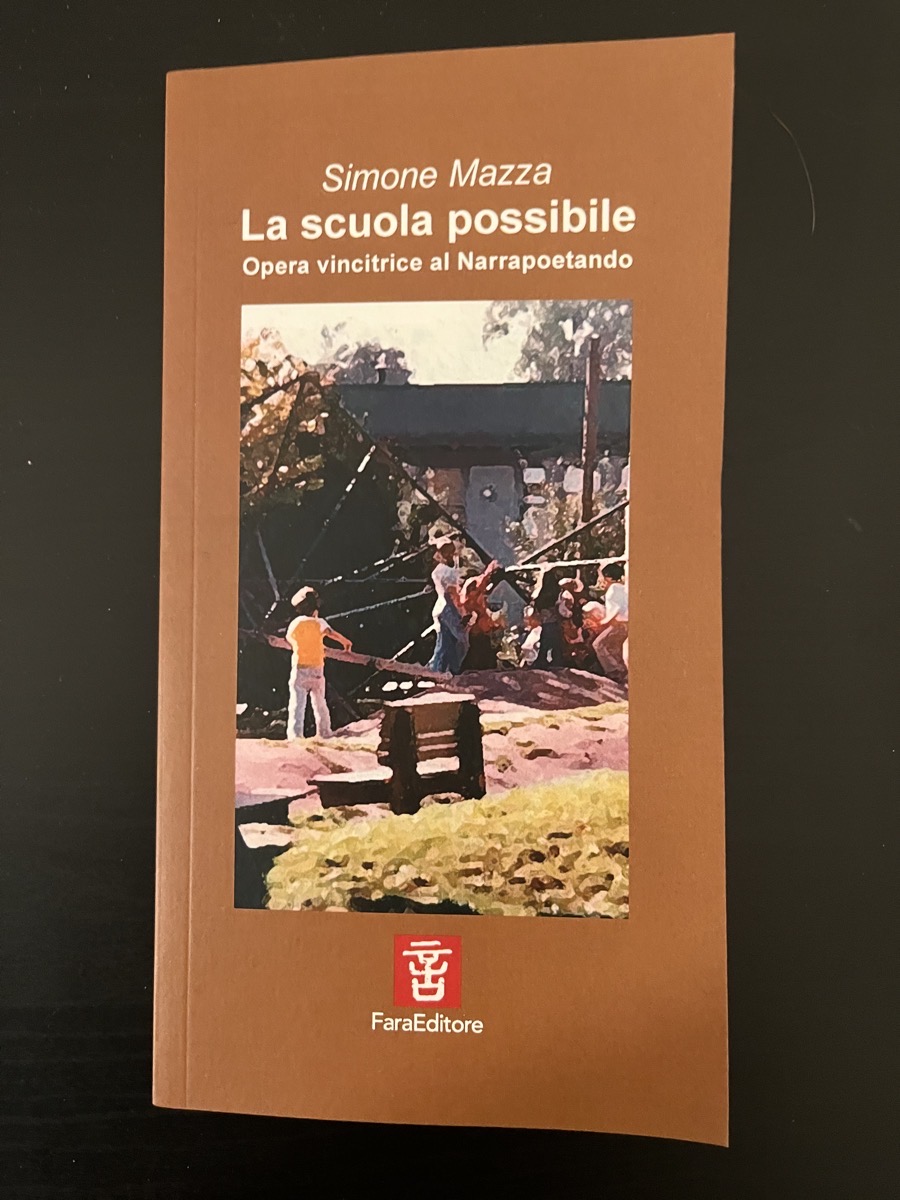 Simone Mazza
La scuola possibile
Opera vincitrice al Narrapoetando
FaraEditore